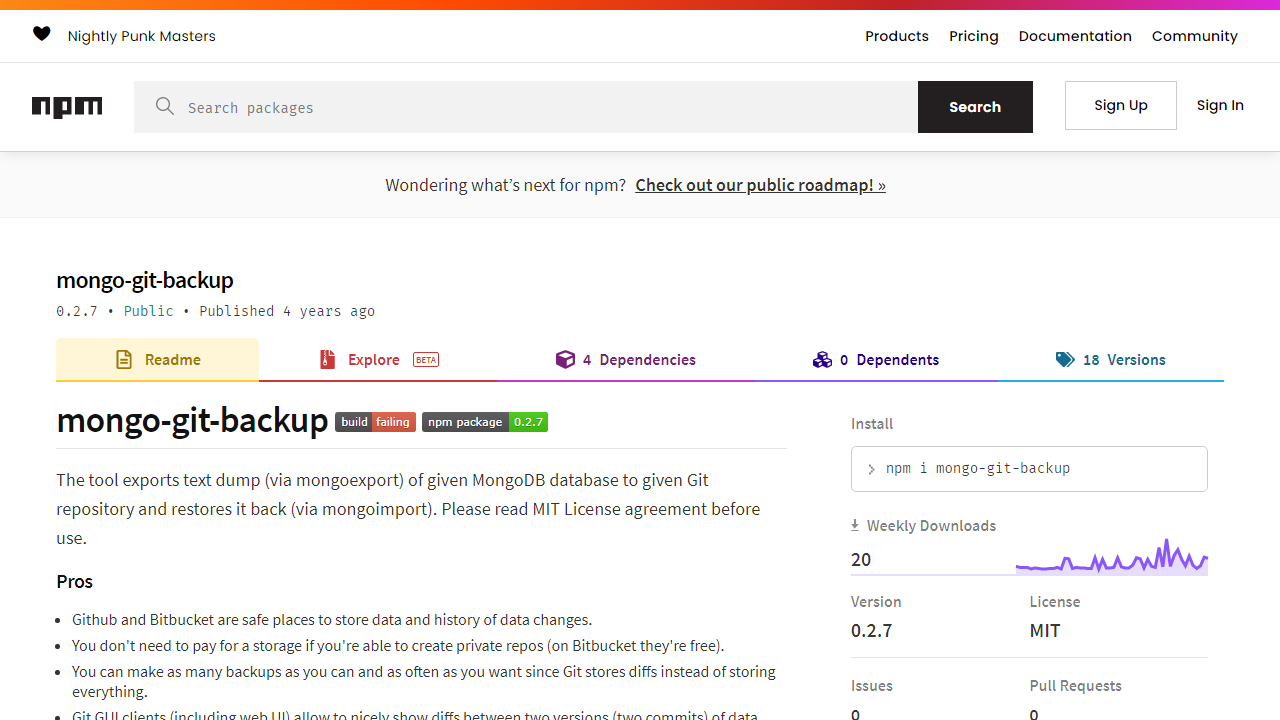 Nightly Punk Masters
Products Pricing Documentation Community
npm
Search packages
Search
Sign Up
Sign In
Wondering what’s next for npm? Check out our public roadmap! »
mongo-git-backup
0.2.7 • Public • Published 4 years ago
Readme
Explore BETA
4 Dependencies
0 Dependents
18 Versions
mongo-git-backup build failing npm package 0.2.7
The tool exports text dump (via mongoexport) of given MongoDB database to given Git
repository and restores it back (via mongoimport). Please read MIT License agreement before
use.
Pros
• Github and Bitbucket are safe places to store data and history of data changes.
• You don't need to pay for a storage if you're able to create private repos (on Bitbucket they're free).
• You can make as many backups as you can and as often as you want since Git stores diffs instead of storing
everything.
• Git GUI clients (including web UI) allow to nicely show diffs between two versions (two commits) of data
Install
npm i mongo-git-backup
Weekly Downloads
20
Version License
0.2.7 MIT
Issues Pull Requests
0 0